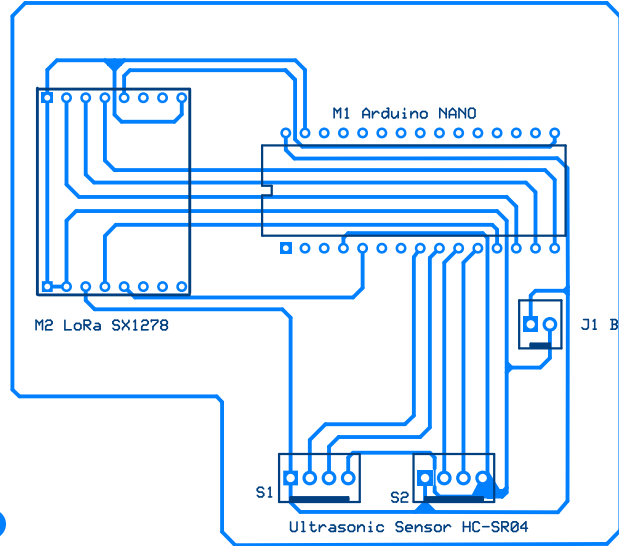 M1 Arduino NANO
M2 LoRa SX1278
J1 B
S1
S2
Ultrasonic Sensor HC-SR04